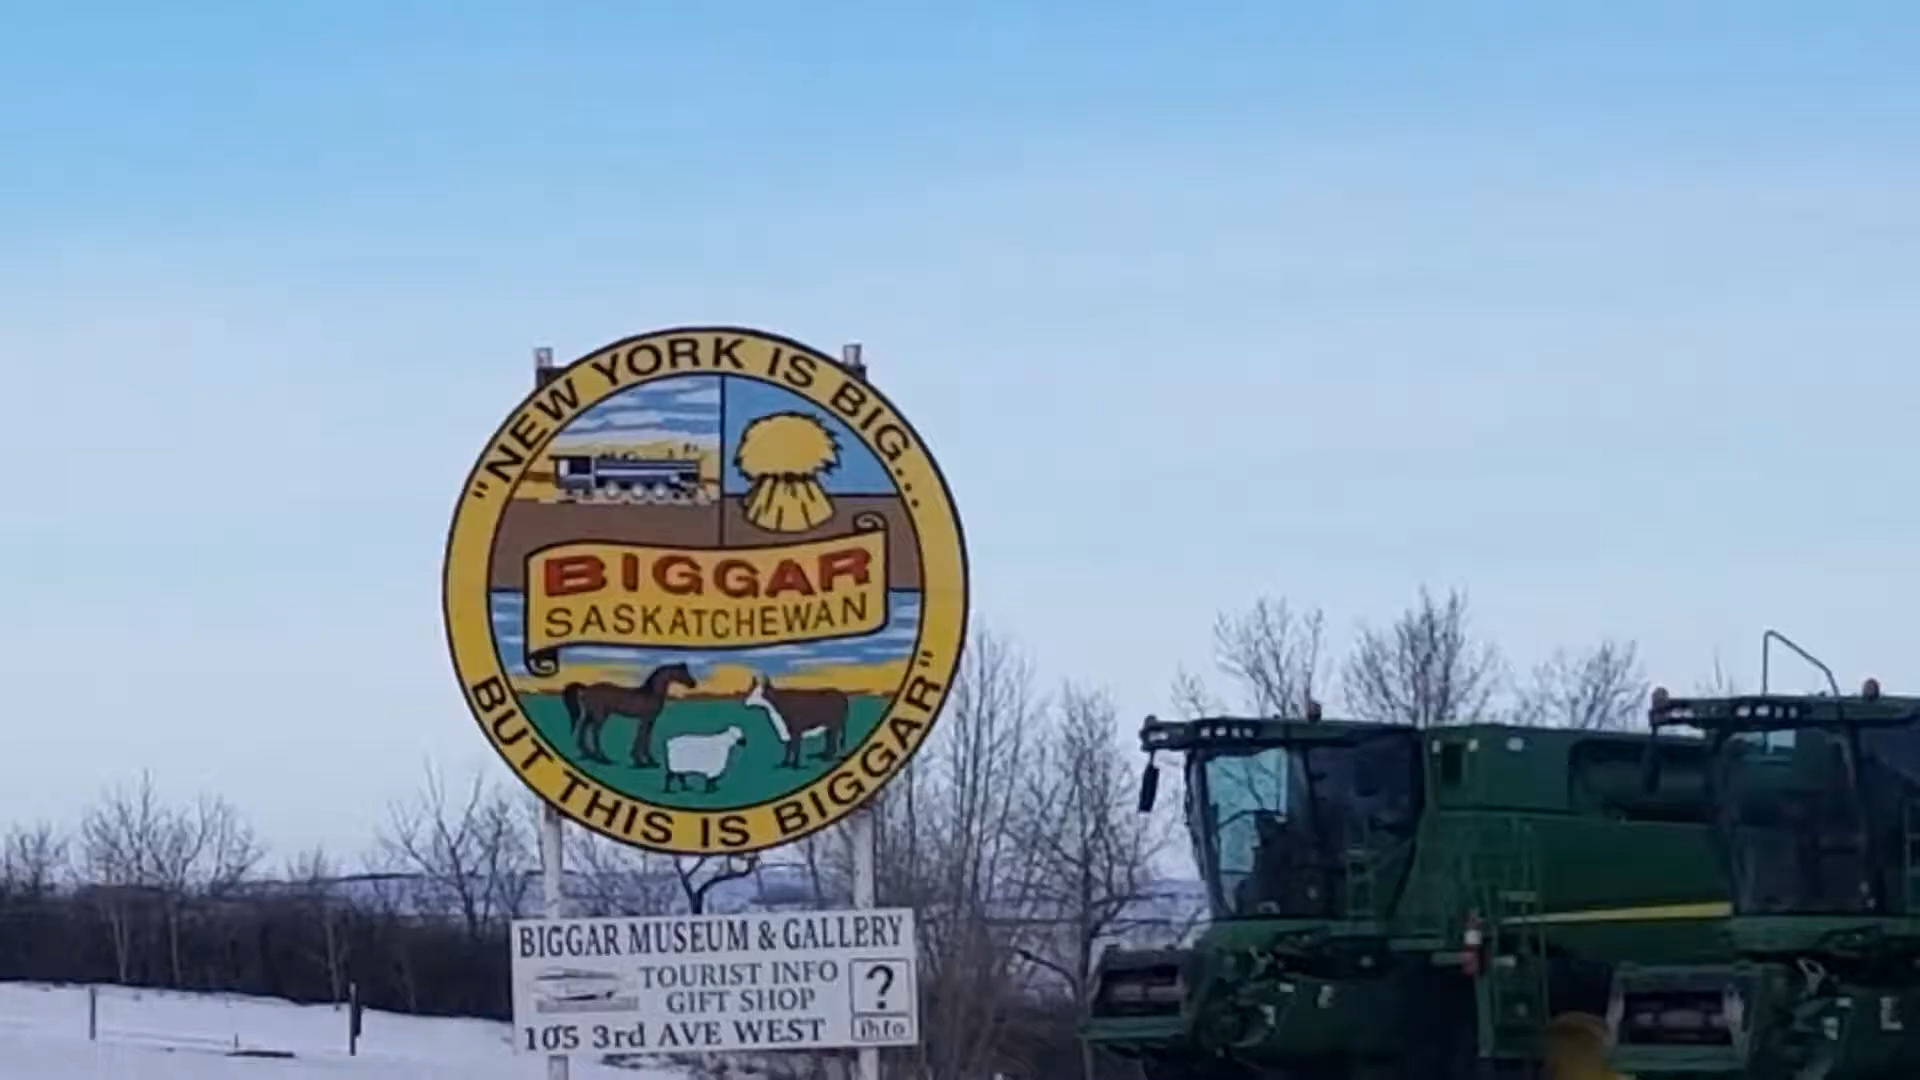 "NEW YORK IS BIG...
BIGGAR
SASKATCHEWAN
BUT THIS IS BIGGAR"
BIGGAR MUSEUM & GALLERY
TOURIST INFO
GIFT SHOP
?
info
105 3rd AVE WEST